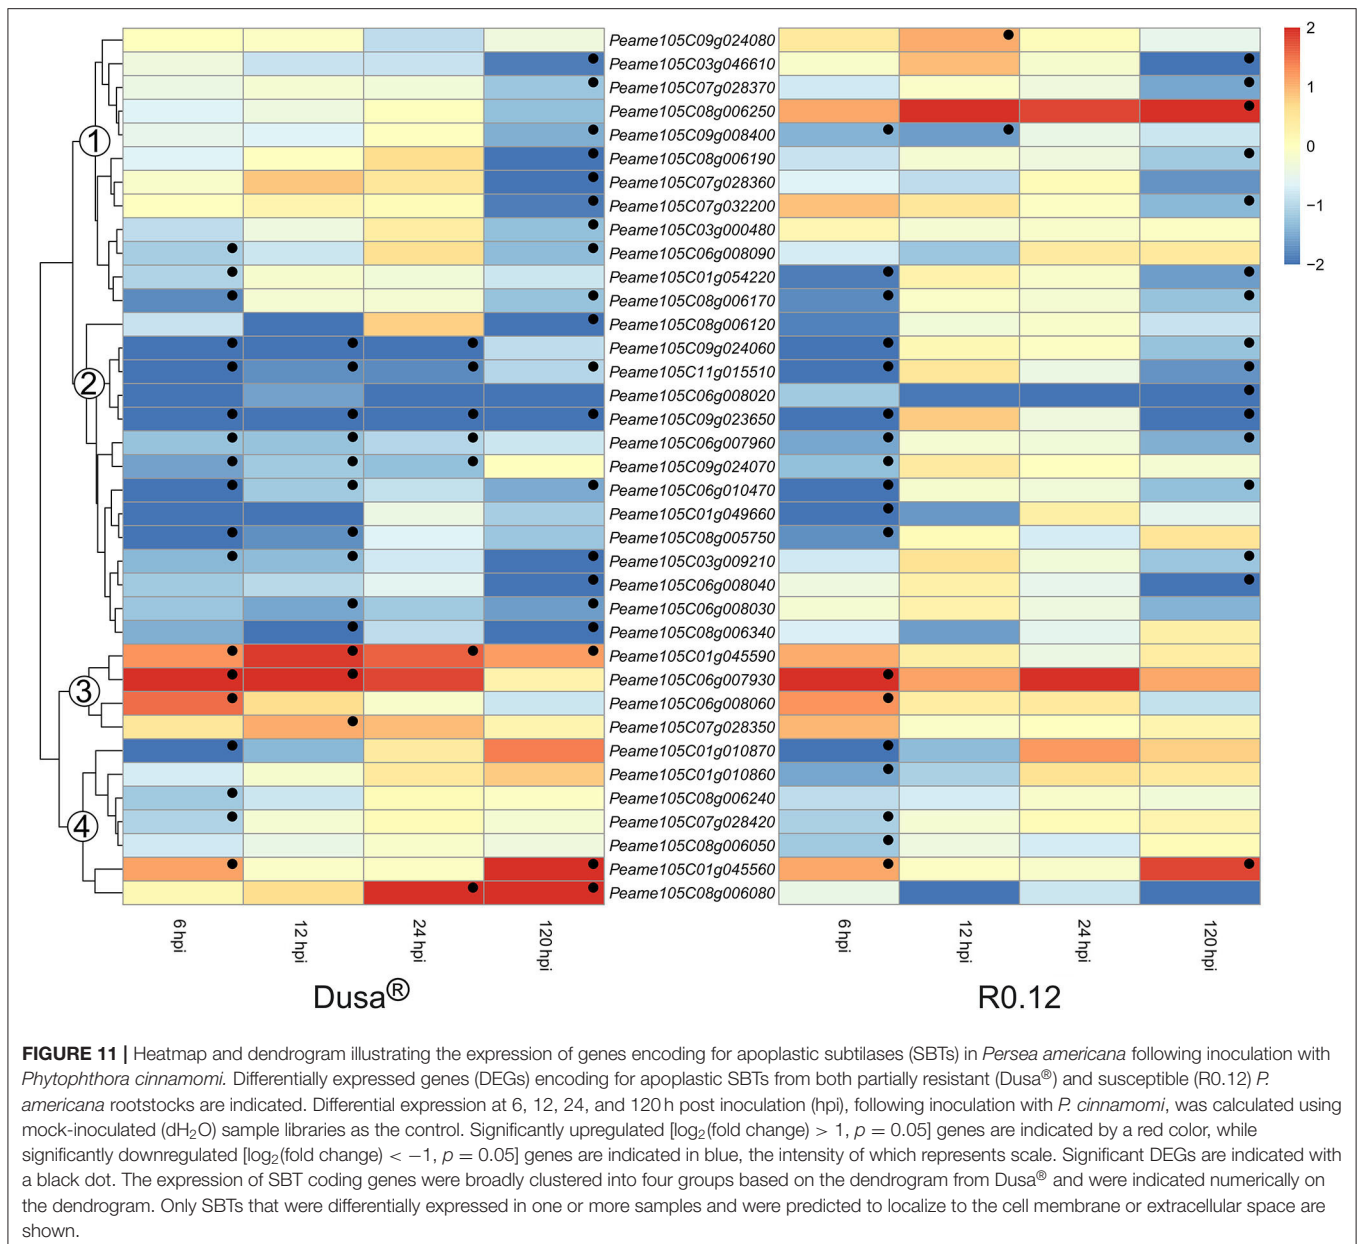 Peame105C09g024080
Peame105C03g046610
Peame105C07g028370
Peame105C08g006250
Peame105C09g008400
Peame105C08g006190
Peame105C07g028360
Peame105C07g032200
Peame105C03g000480
Peame105C06g008090
Peame105C01g054220
Peame105C08g006170
Peame105C08g006120
Peame105C09g024060
Peame105C11g015510
Peame105C06g008020
Peame105C09g023650
Peame105C06g007960
Peame105C09g024070
Peame105C06g010470
Peame105C01g049660
Peame105C08g005750
Peame105C03g009210
Peame105C06g008040
Peame105C06g008030
Peame105C08g006340
Peame105C01g045590
Peame105C06g007930
Peame105C06g008060
Peame105C07g028350
Peame105C01g010870
Peame105C01g010860
Peame105C08g006240
Peame105C07g028420
Peame105C08g006050
Peame105C01g045560
Peame105C08g006080
1
2
3
4
2
1
0
−1
−2
6 hpi
12 hpi
24 hpi
120 hpi
6 hpi
12 hpi
24 hpi
120 hpi
Dusa®
R0.12
FIGURE 11 | Heatmap and dendrogram illustrating the expression of genes encoding for apoplastic subtilases (SBTs) in Persea americana following inoculation with
Phytophthora cinnamomi. Differentially expressed genes (DEGs) encoding for apoplastic SBTs from both partially resistant (Dusa®) and susceptible (R0.12) P.
americana rootstocks are indicated. Differential expression at 6, 12, 24, and 120 h post inoculation (hpi), following inoculation with P. cinnamomi, was calculated using
mock-inoculated (dH₂O) sample libraries as the control. Significantly upregulated [log₂(fold change) > 1, p = 0.05] genes are indicated by a red color, while
significantly downregulated [log₂(fold change) < −1, p = 0.05] genes are indicated in blue, the intensity of which represents scale. Significant DEGs are indicated with
a black dot. The expression of SBT coding genes were broadly clustered into four groups based on the dendrogram from Dusa® and were indicated numerically on
the dendrogram. Only SBTs that were differentially expressed in one or more samples and were predicted to localize to the cell membrane or extracellular space are
shown.